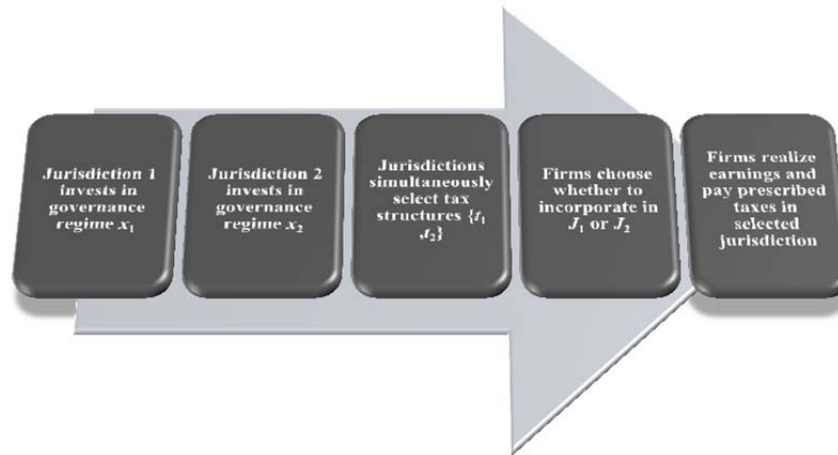 Jurisdiction 1
invests in
governance
regime x₁
Jurisdiction 2
invests in
governance
regime x₂
Jurisdictions
simultaneously
select tax
structures {t₁
,t₂}
Firms choose
whether to
incorporate in
J₁ or J₂
Firms realize
earnings and
pay prescribed
taxes in
selected
jurisdiction